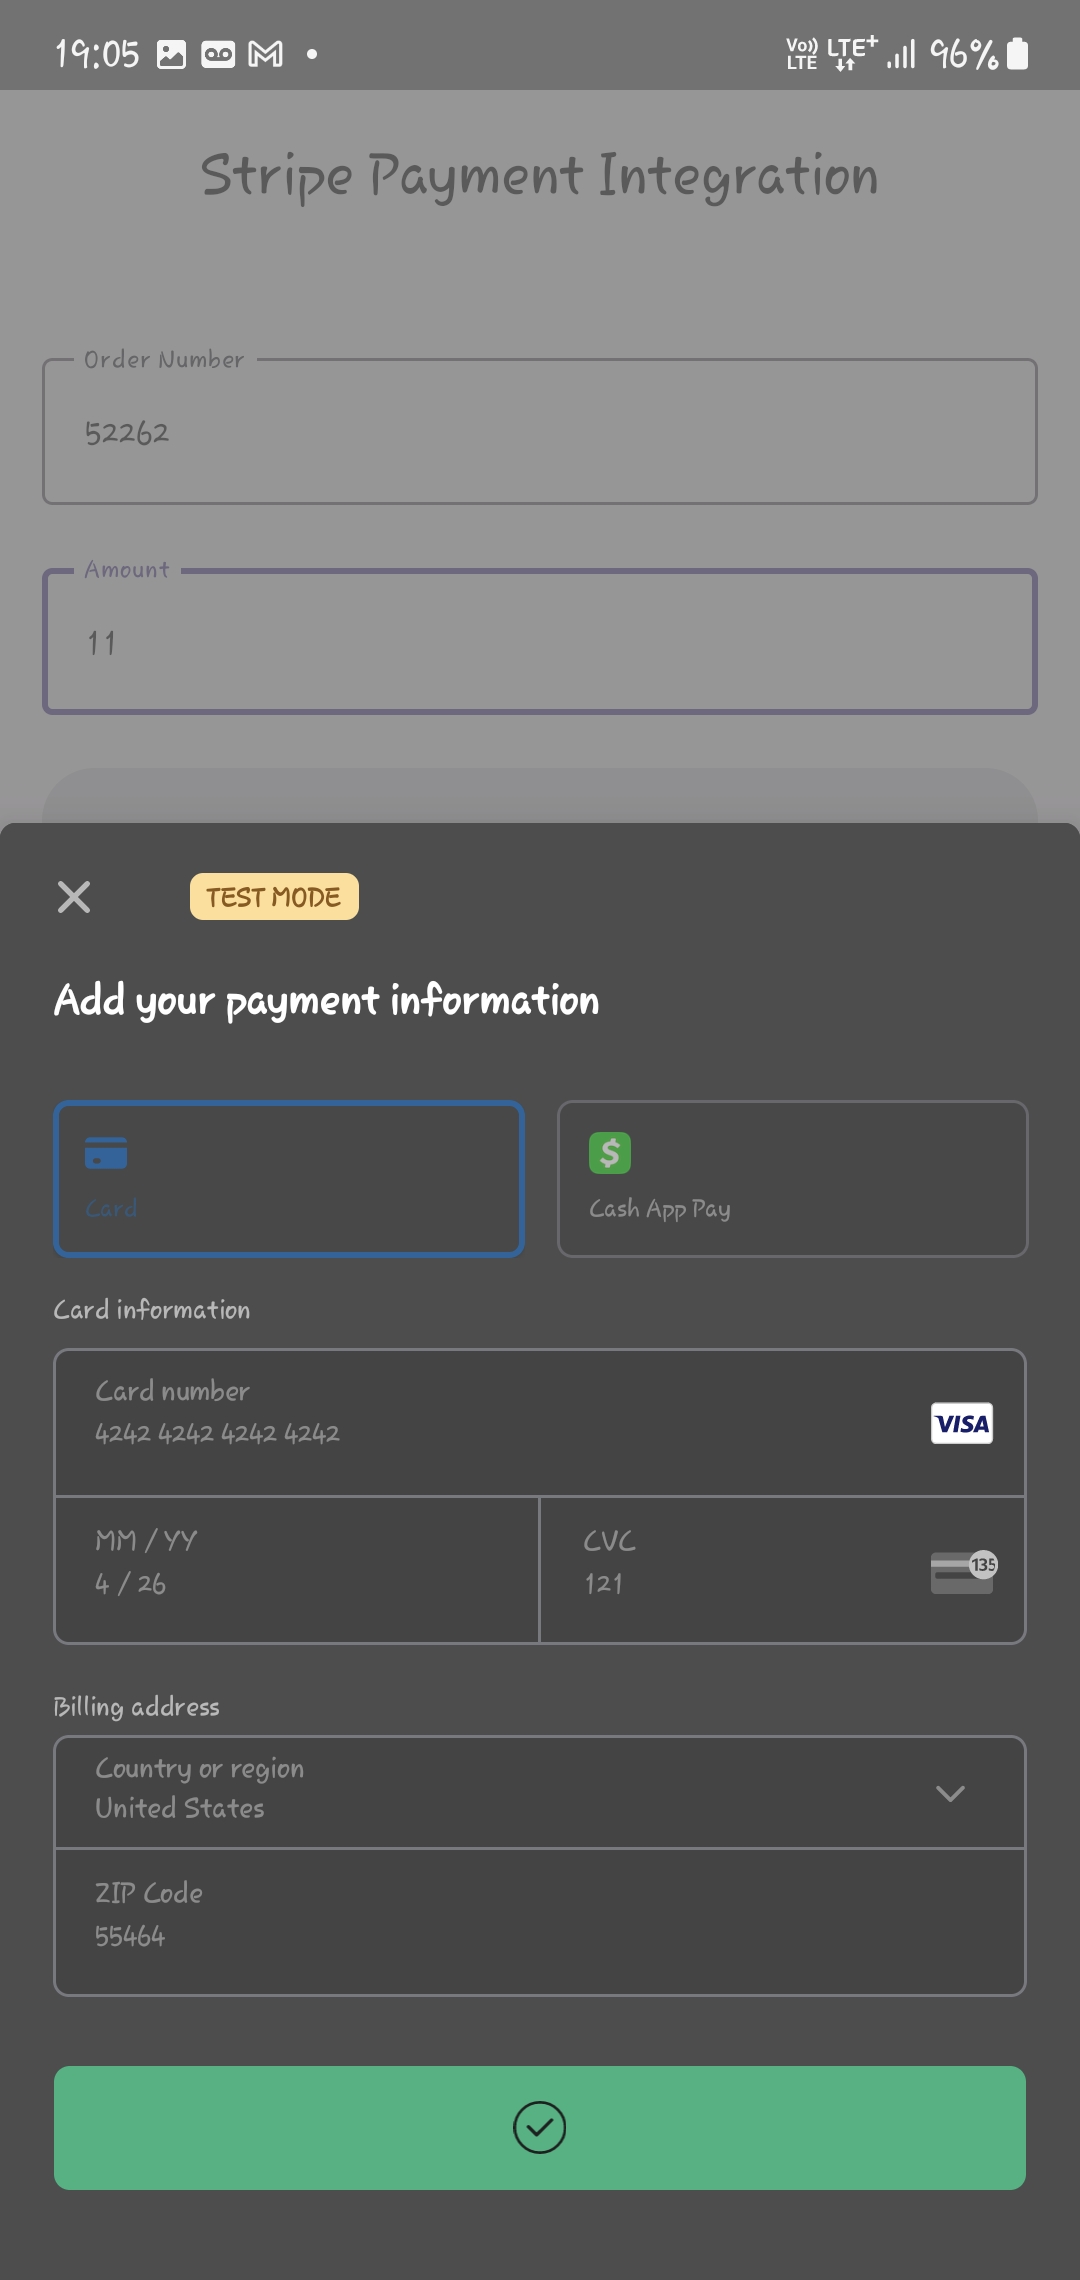 19:05
Vo)) LTE LTE+ 96%
Stripe Payment Integration
Order Number
52262
Amount
11
TEST MODE
Add your payment information
Card
Cash App Pay
Card information
Card number
4242 4242 4242 4242
VISA
MM / YY
4 / 26
CVC
121
135
Billing address
Country or region
United States
ZIP Code
55464